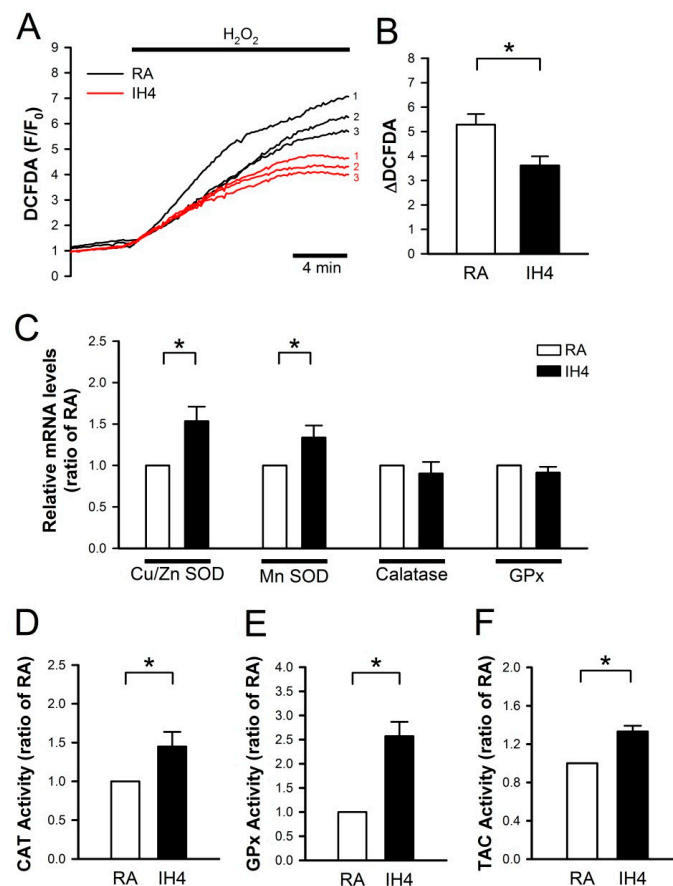 A
H₂O₂
DCFDA (F/F₀)
9
8
7
6
5
4
3
2
1
0
RA
IH4
1
2
3
1
2
3
4 min
B
*
ΔDCFDA
8
7
6
5
4
3
2
1
0
RA
IH4
C
Relative mRNA levels
(ratio of RA)
2.5
2.0
1.5
1.0
0.5
0.0
*
*
RA
IH4
Cu/Zn SOD
Mn SOD
Calatase
GPx
D
CAT Activity (ratio of RA)
2.5
2.0
1.5
1.0
0.5
0.0
*
RA
IH4
E
GPx Activity (ratio of RA)
4.0
3.5
3.0
2.5
2.0
1.5
1.0
0.5
0.0
*
RA
IH4
F
TAC Activity (ratio of RA)
2.0
1.6
1.2
0.8
0.4
0.0
*
RA
IH4